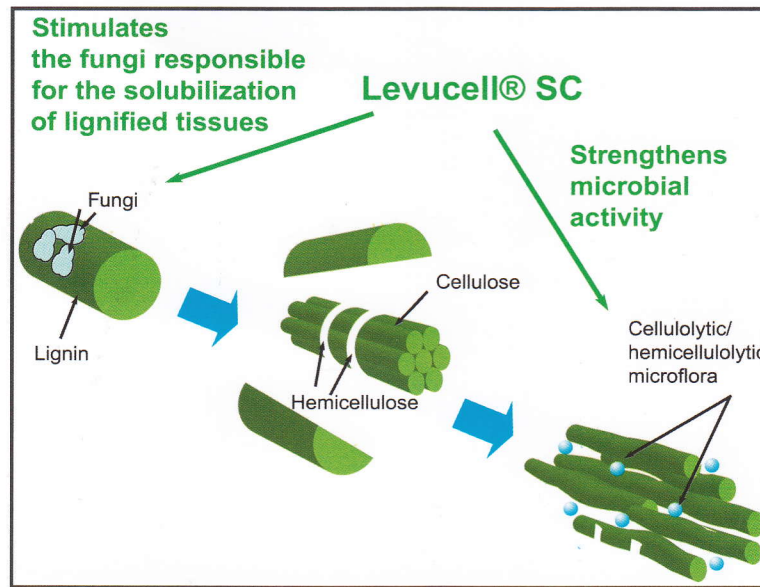 Stimulates
the fungi responsible
for the solubilization
of lignified tissues
Levucell® SC
Strengthens
microbial
activity
Fungi
Lignin
Cellulose
Hemicellulose
Cellulolytic/
hemicellulolytic
microflora